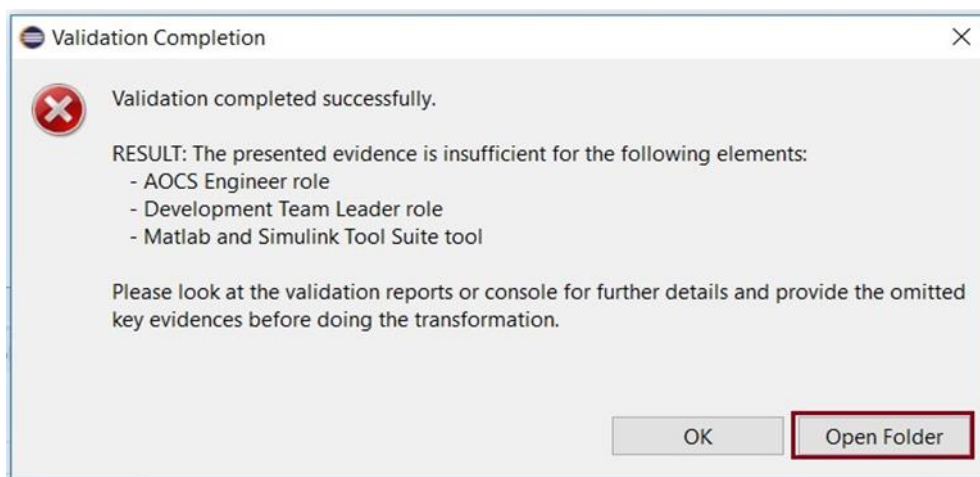 Validation Completion
Validation completed successfully.
RESULT: The presented evidence is insufficient for the following elements:
- AOCS Engineer role
- Development Team Leader role
- Matlab and Simulink Tool Suite tool
Please look at the validation reports or console for further details and provide the omitted
key evidences before doing the transformation.
OK
Open Folder